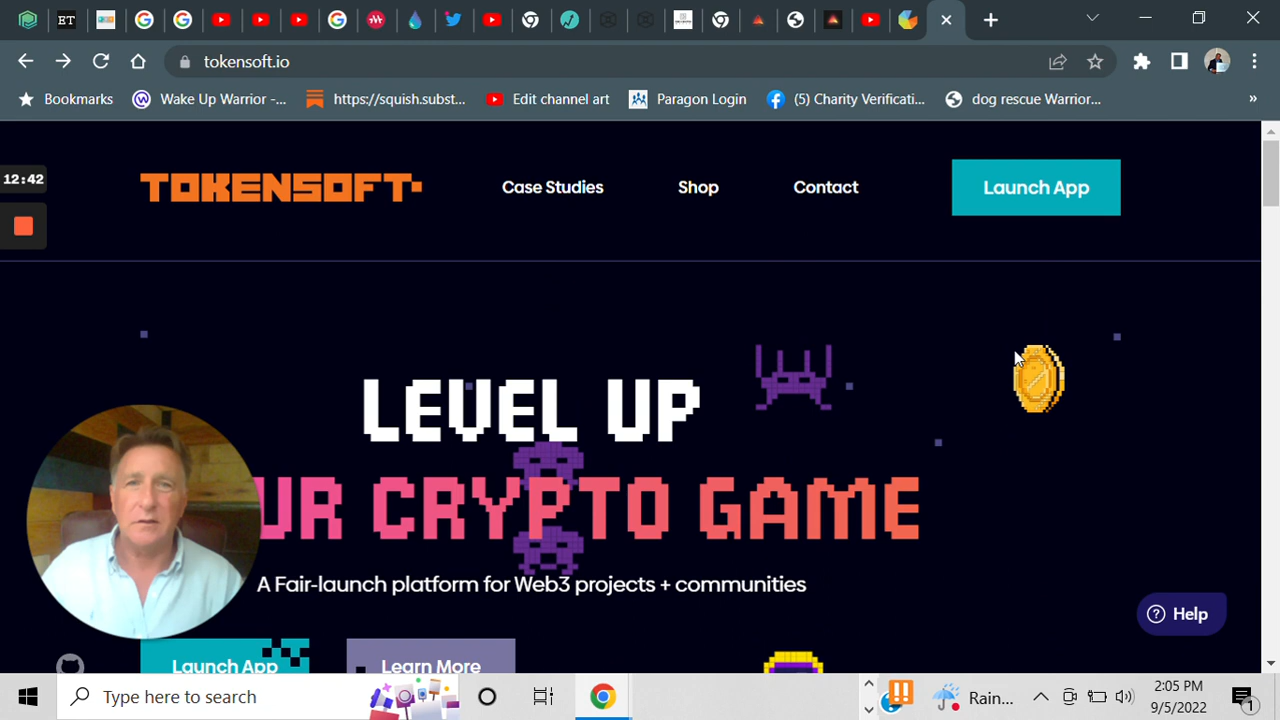 ET
tokensoft.io
Bookmarks
Wake Up Warrior -...
https://squish.subst...
Edit channel art
Paragon Login
(5) Charity Verificati...
dog rescue Warrior...
»
12:42
TOKENSOFT
Case Studies
Shop
Contact
Launch App
LEVEL UP
UR CRYPTO GAME
A Fair-launch platform for Web3 projects + communities
Help
Launch App
Learn More
Type here to search
Rain...
2:05 PM
9/5/2022
1